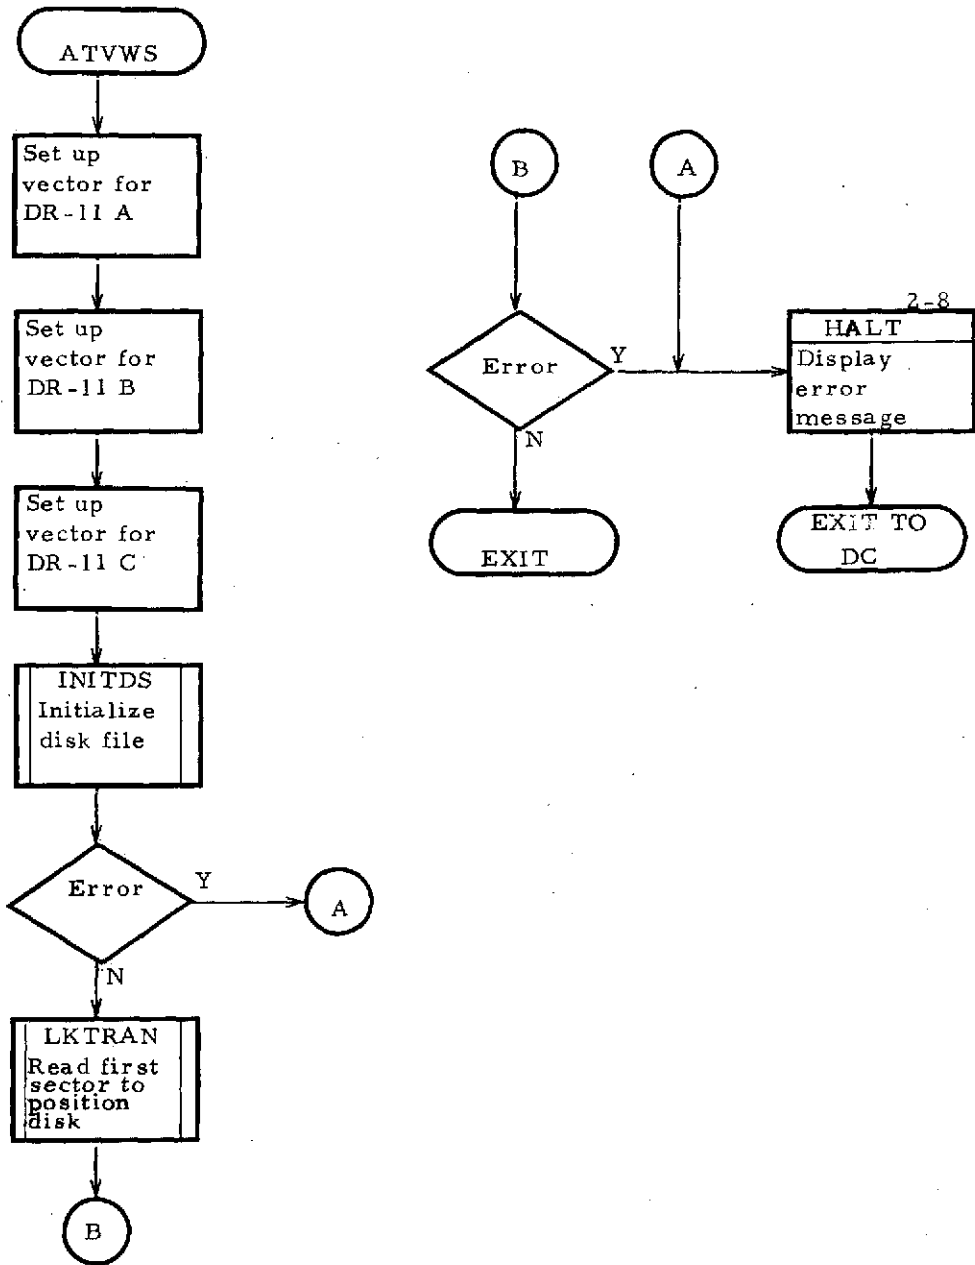 ATVWS
Set up
vector for
DR-11 A
Set up
vector for
DR-11 B
Set up
vector for
DR-11 C
INITDS
Initialize
disk file
Error
Y
A
N
LKTRAN
Read first
sector to
position
disk
B
B
A
Error
Y
N
EXIT
2-8
HALT
Display
error
message
EXIT TO
DC